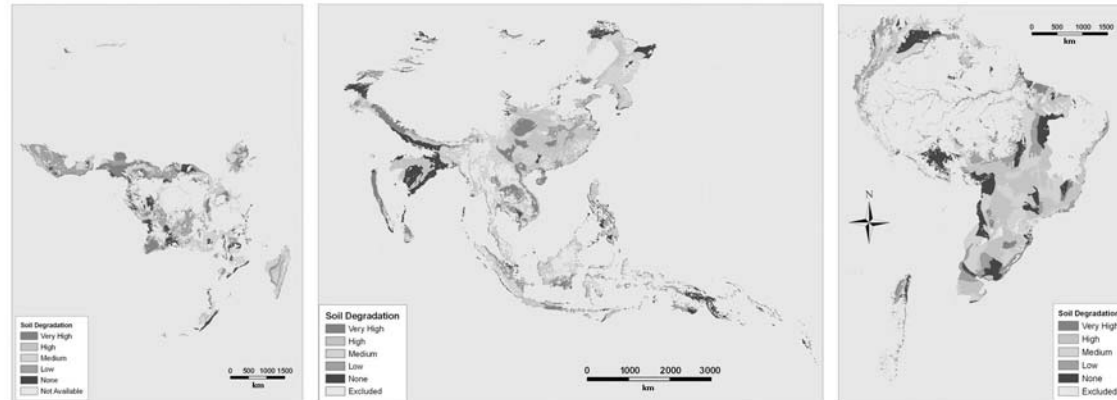 Soil Degradation
Very High
High
Medium
Low
None
Not Available
0 500 1000 1500
km
Soil Degradation
Very High
High
Medium
Low
None
Excluded
0 1000 2000 3000
km
0 500 1000 1500
km
N
Soil Degradation
Very High
High
Medium
Low
None
Excluded